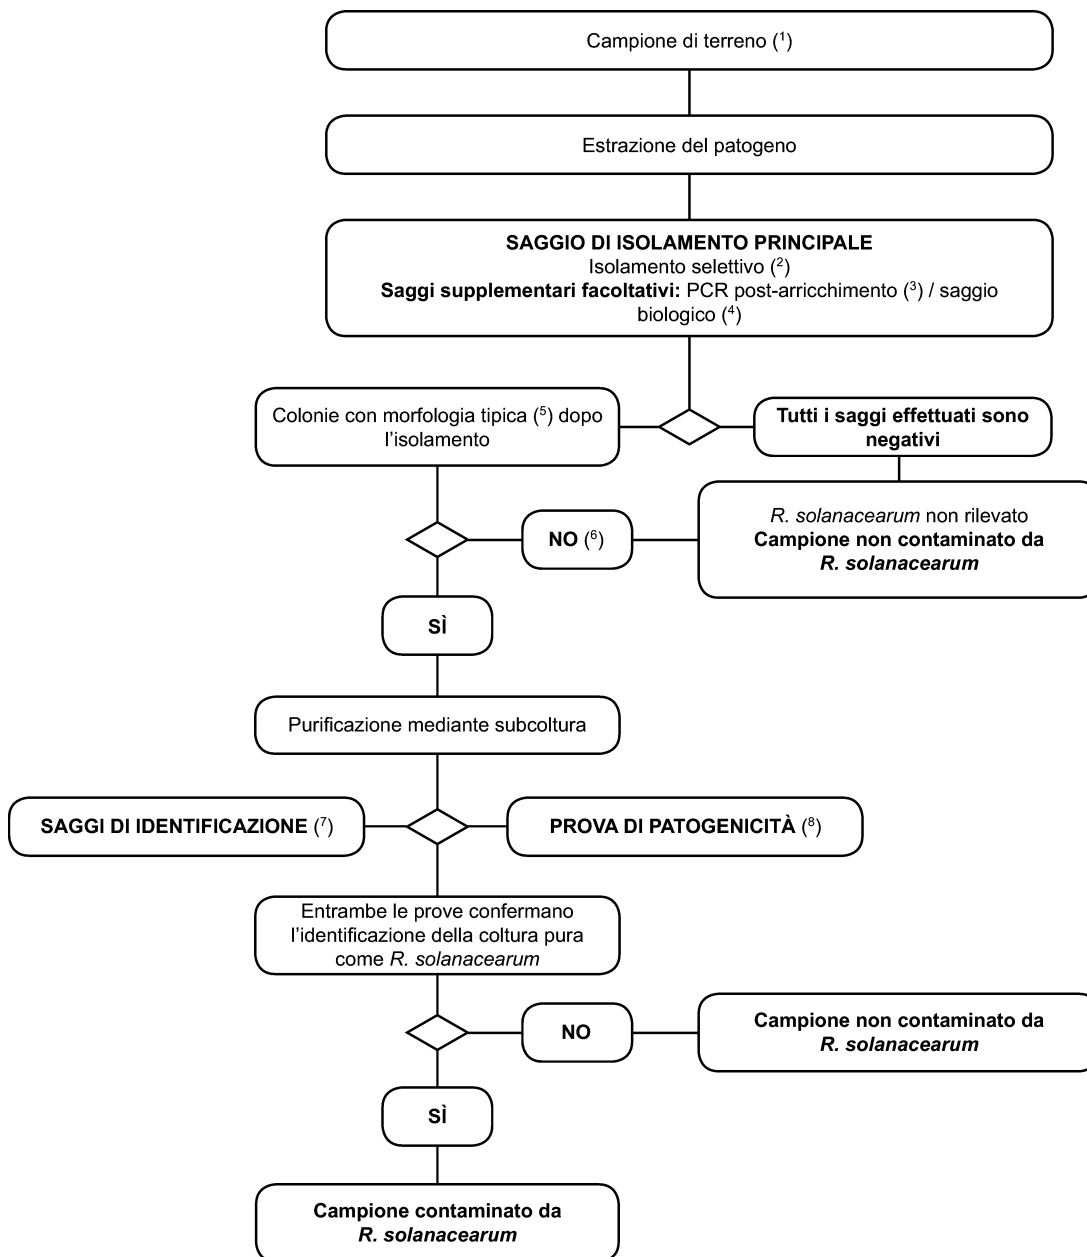 Campione di terreno (¹)
Estrazione del patogeno
SAGGIO DI ISOLAMENTO PRINCIPALE
Isolamento selettivo (²)
Saggi supplementari facoltativi: PCR post-arricchimento (³) / saggio
biologico (⁴)
Colonie con morfologia tipica (⁵) dopo
l’isolamento
Tutti i saggi effettuati sono
negativi
NO (⁶)
R. solanacearum non rilevato
Campione non contaminato da
R. solanacearum
SÌ
Purificazione mediante subcoltura
SAGGI DI IDENTIFICAZIONE (⁷)
PROVA DI PATOGENICITÀ (⁸)
Entrambe le prove confermano
l’identificazione della coltura pura
come R. solanacearum
NO
Campione non contaminato da
R. solanacearum
SÌ
Campione contaminato da
R. solanacearum